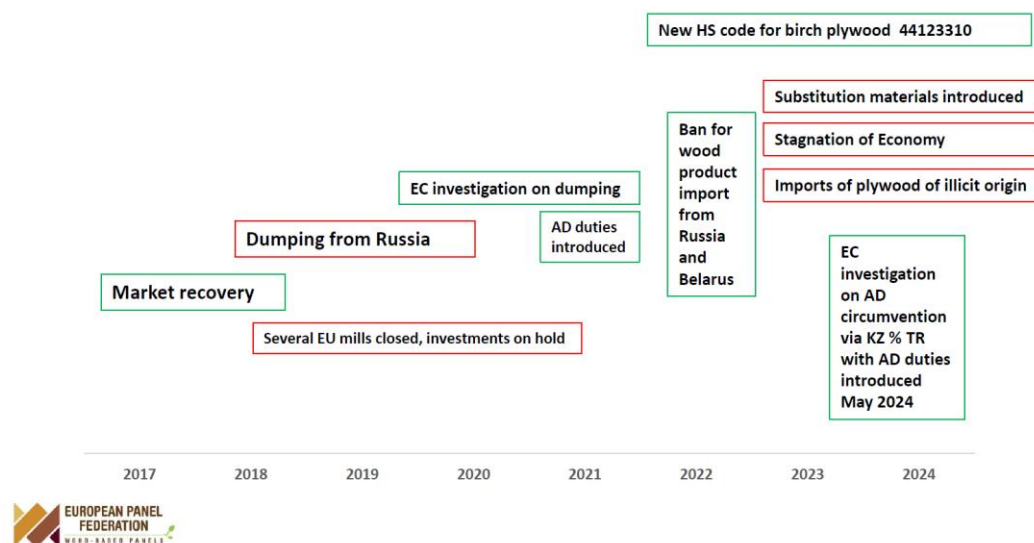 New HS code for birch plywood  44123310
Substitution materials introduced
Stagnation of Economy
Imports of plywood of illicit origin
Ban for
wood
product
import
from
Russia
and
Belarus
EC investigation on dumping
AD duties
introduced
Dumping from Russia
Market recovery
Several EU mills closed, investments on hold
EC
investigation
on AD
circumvention
via KZ % TR
with AD duties
introduced
May 2024
2017 2018 2019 2020 2021 2022 2023 2024
EUROPEAN PANEL
FEDERATION
WOOD-BASED PANELS